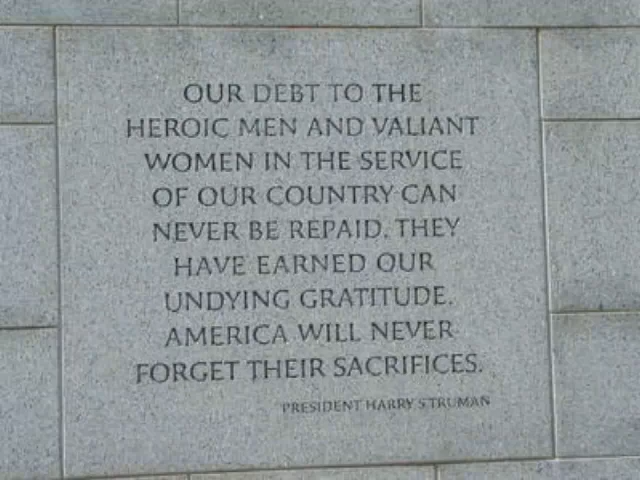 OUR DEBT TO THE
HEROIC MEN AND VALIANT
WOMEN IN THE SERVICE
OF OUR COUNTRY CAN
NEVER BE REPAID. THEY
HAVE EARNED OUR
UNDYING GRATITUDE.
AMERICA WILL NEVER
FORGET THEIR SACRIFICES.
PRESIDENT HARRY S TRUMAN